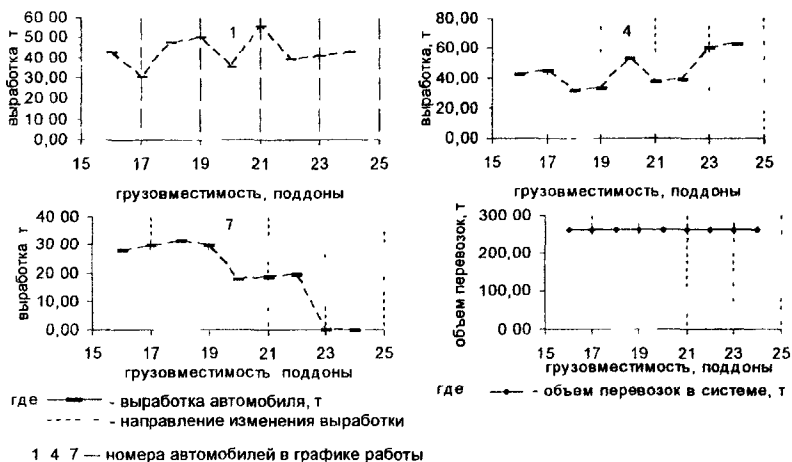 выработка т
60 00
50 00
40 00
30,00
20 00
10 00
0,00
1
15 17 19 21 23 25
грузовместимость, поддоны
выработка, т
80 00
60 00
40,00
20,00
0,00
4
15 17 19 21 23 25
грузовместимость, поддоны
выработка т
40 00
30 00
20 00
10 00
0,00
7
15 17 19 21 23 25
грузовместимость поддоны
объем перевозок, т
300 00
200,00
100,00
0 00
15 17 19 21 23 25
грузовместимость, поддоны
где - выработка автомобиля, т
- направление изменения выработки
где - объем перевозок в системе, т
1 4 7 — номера автомобилей в графике работы